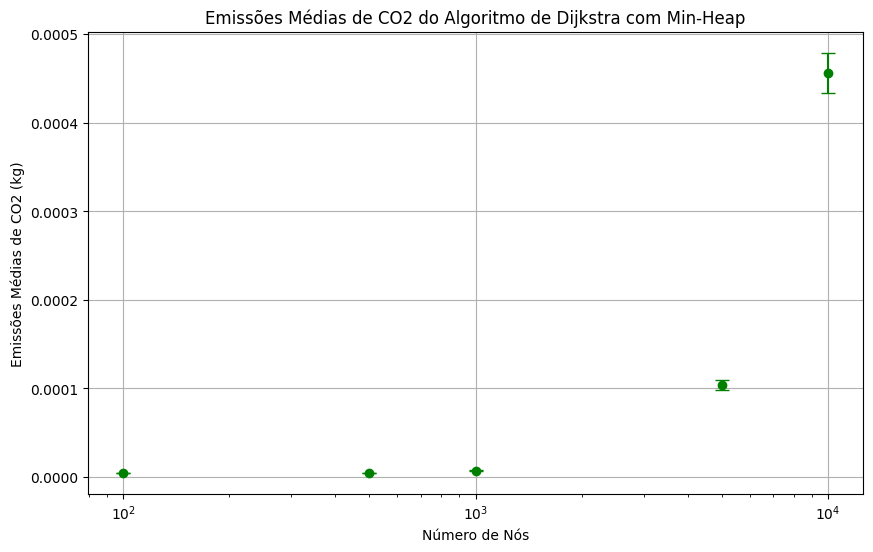 Emissões Médias de CO2 do Algoritmo de Dijkstra com Min-Heap
Emissões Médias de CO2 (kg)
0.0005
0.0004
0.0003
0.0002
0.0001
0.0000
10² 10³ 10⁴
Número de Nós